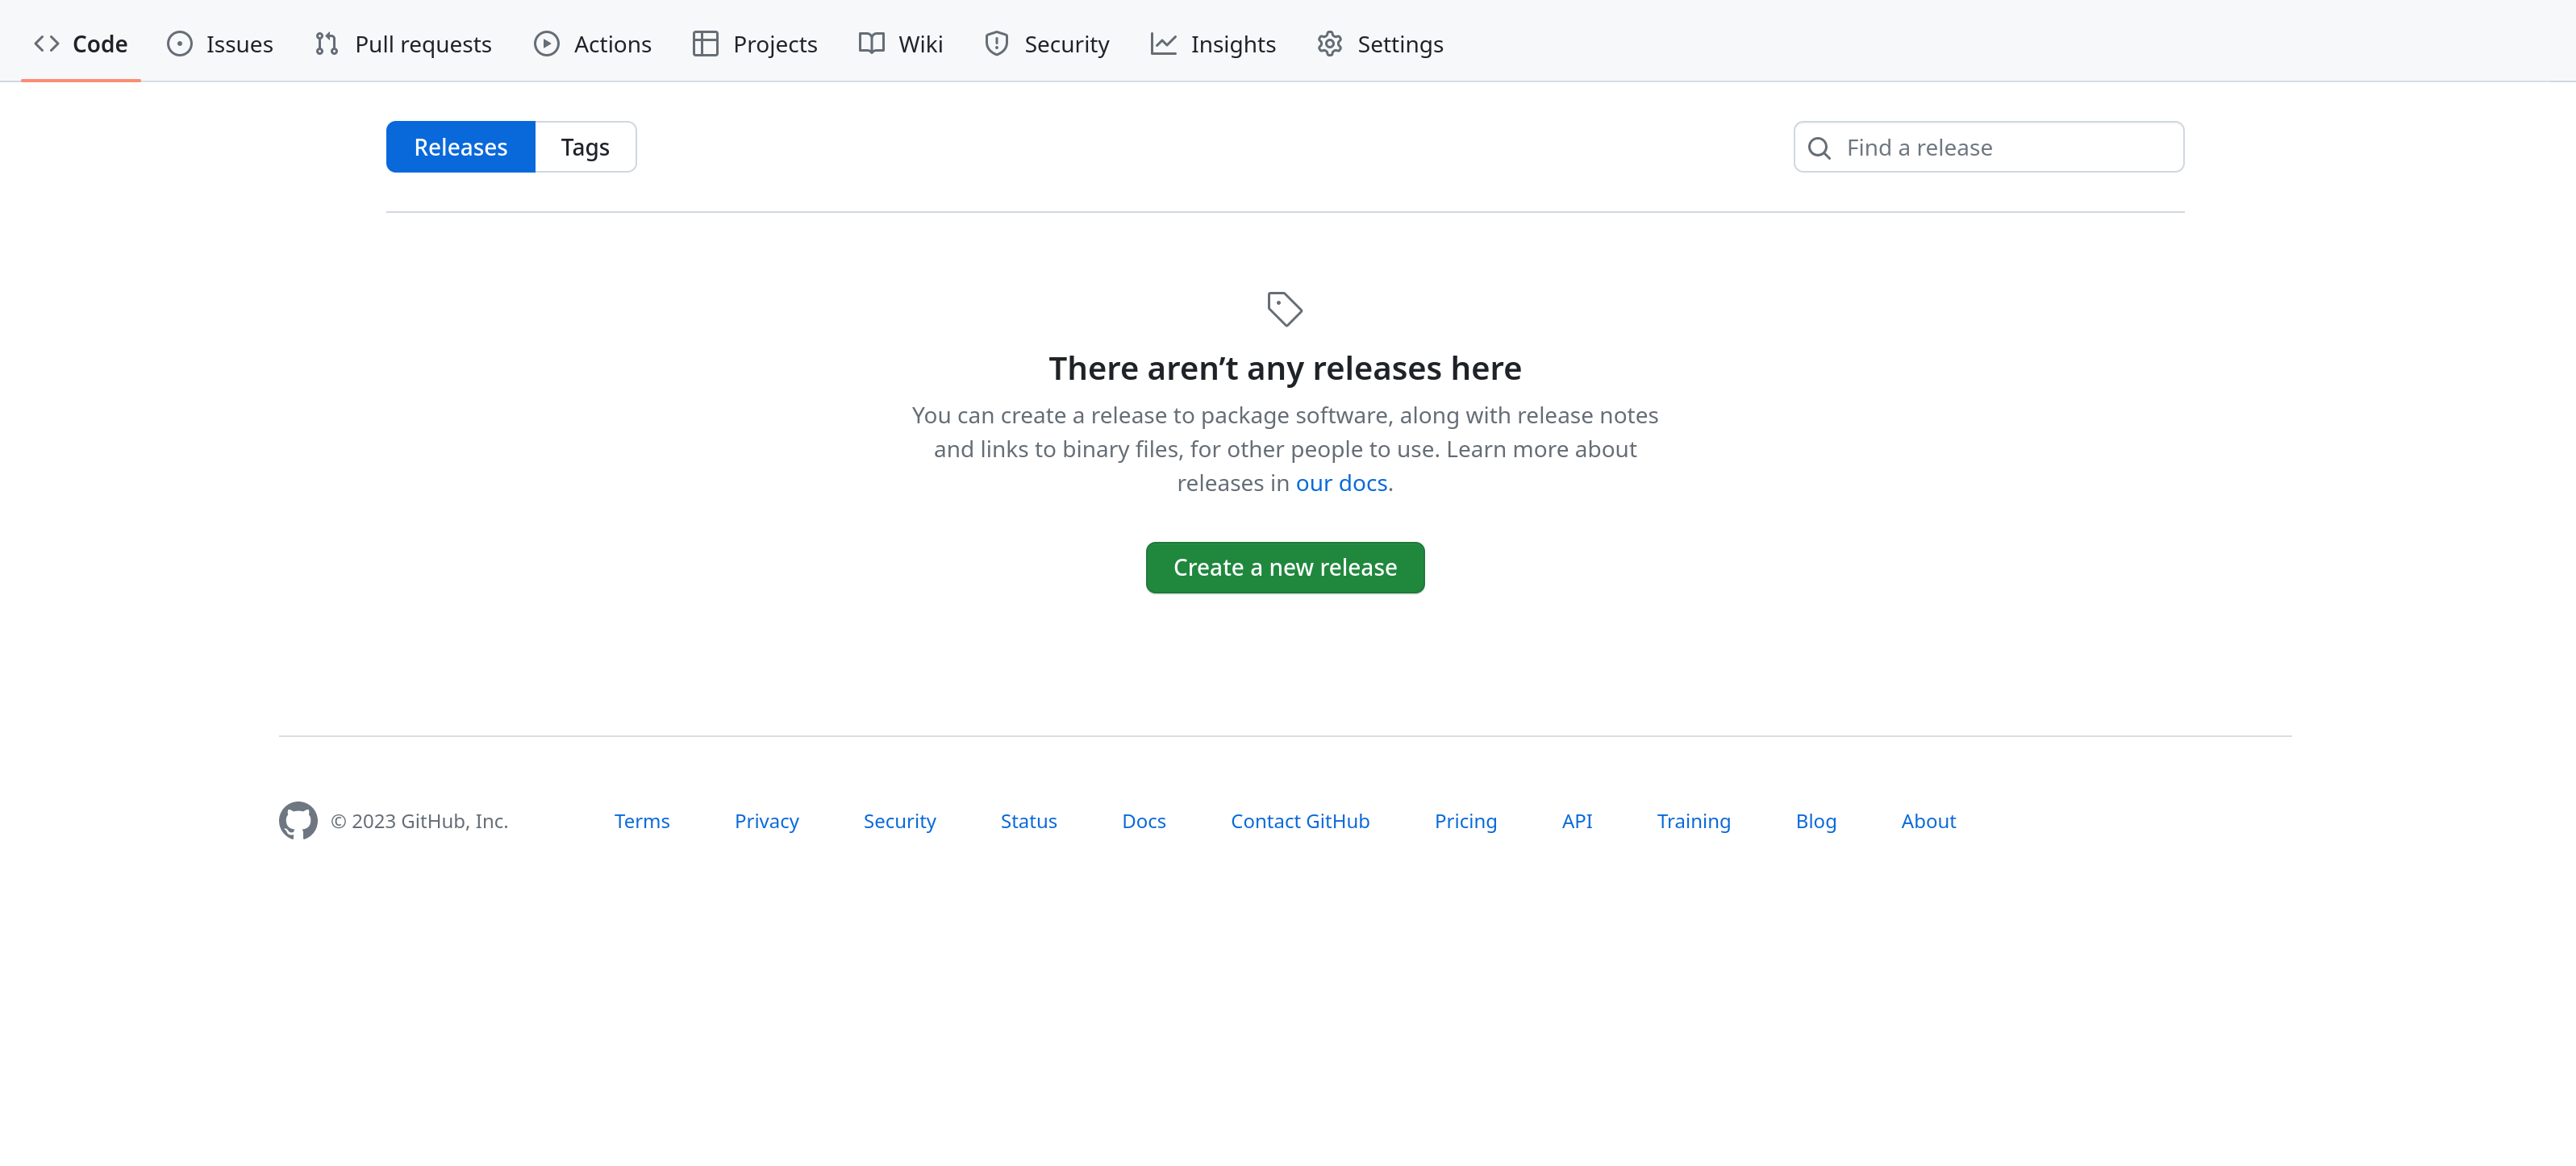 Code Issues Pull requests Actions Projects Wiki Security Insights Settings
Releases Tags Find a release
There aren’t any releases here
You can create a release to package software, along with release notes
and links to binary files, for other people to use. Learn more about
releases in our docs.
Create a new release
© 2023 GitHub, Inc. Terms Privacy Security Status Docs Contact GitHub Pricing API Training Blog About